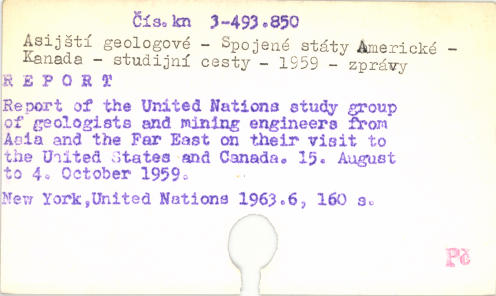 Čís.kn 3-493.850
Asijští geologové - Spojené státy Americké -
Kanada - studijní cesty - 1959 - zprávy
R E P O R T
Report of the United Nations study group
of geologists and mining engineers from
Asia and the Far East on their visit to
the United States and Canada. 15. August
to 4. October 1959.
New York,United Nations 1963.6, 160 s.
Pč